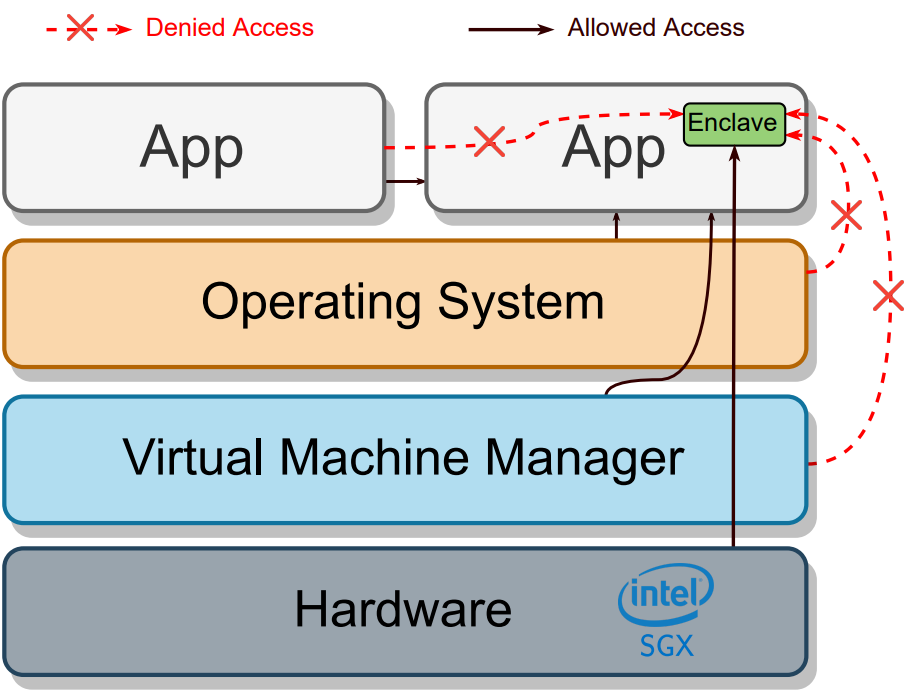 Denied Access
Allowed Access
App
App
Enclave
Operating System
Virtual Machine Manager
Hardware
intel
SGX